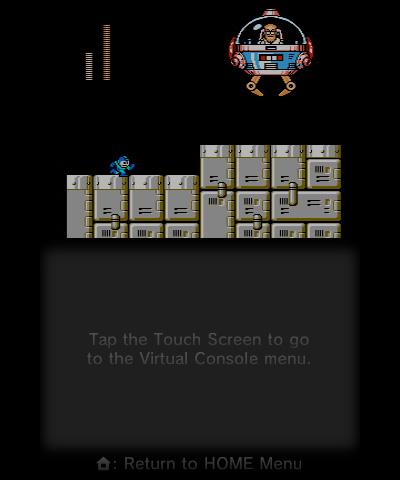 Tap the Touch Screen to go
to the Virtual Console menu.
: Return to HOME Menu